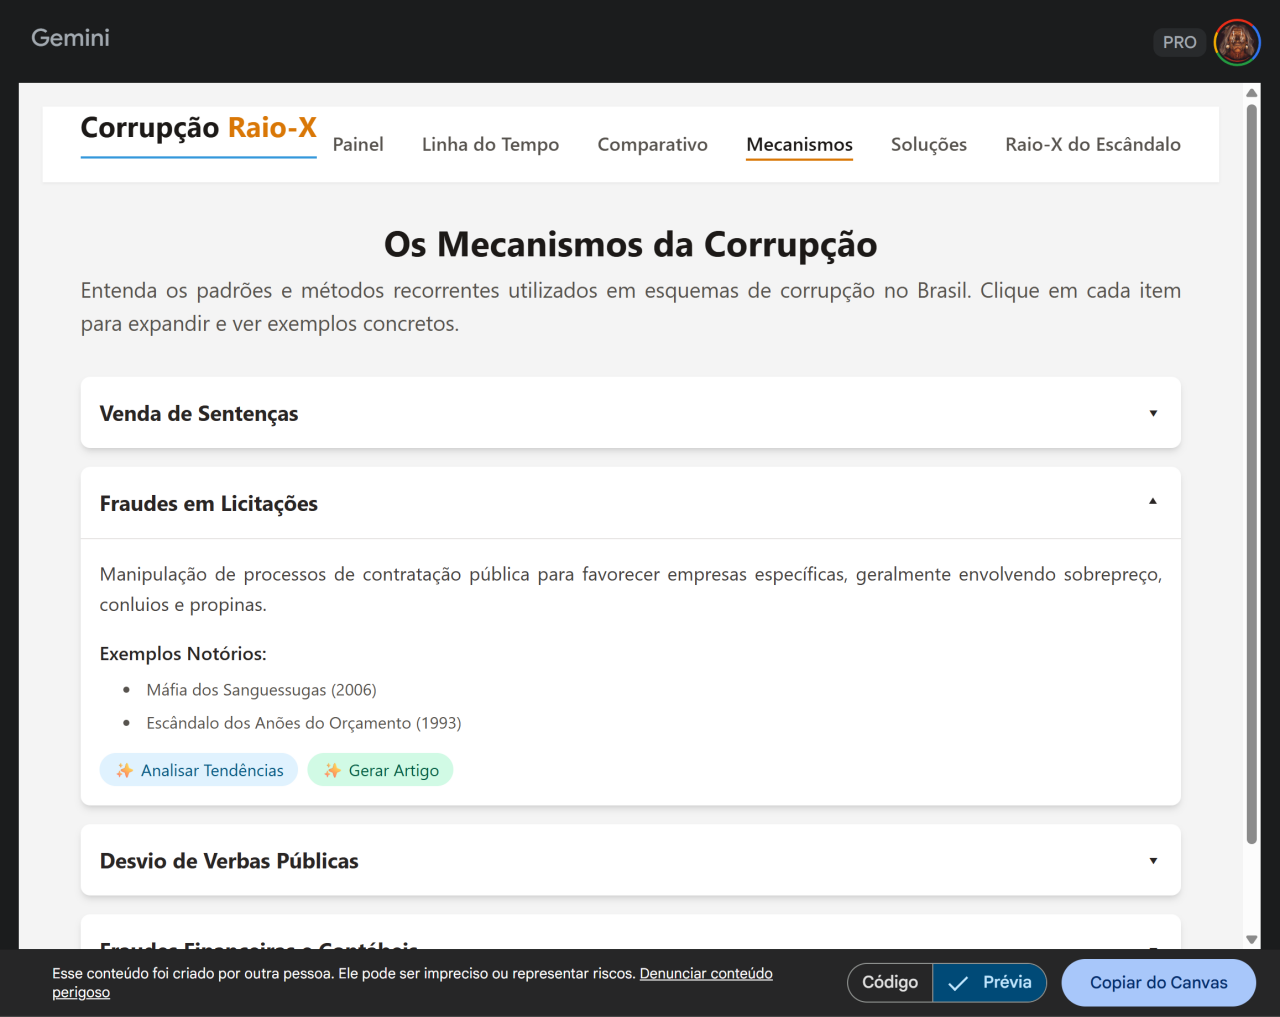 Gemini
PRO
Corrupção Raio-X
Painel
Linha do Tempo
Comparativo
Mecanismos
Soluções
Raio-X do Escândalo
Os Mecanismos da Corrupção
Entenda os padrões e métodos recorrentes utilizados em esquemas de corrupção no Brasil. Clique em cada item
para expandir e ver exemplos concretos.
Venda de Sentenças
Fraudes em Licitações
Manipulação de processos de contratação pública para favorecer empresas específicas, geralmente envolvendo sobrepreço,
conluios e propinas.
Exemplos Notórios:
Máfia dos Sanguessugas (2006)
Escândalo dos Anões do Orçamento (1993)
Analisar Tendências
Gerar Artigo
Desvio de Verbas Públicas
Fraudes Financeiras e Contábeis
Esse conteúdo foi criado por outra pessoa. Ele pode ser impreciso ou representar riscos. Denunciar conteúdo
perigoso
Código
Prévia
Copiar do Canvas